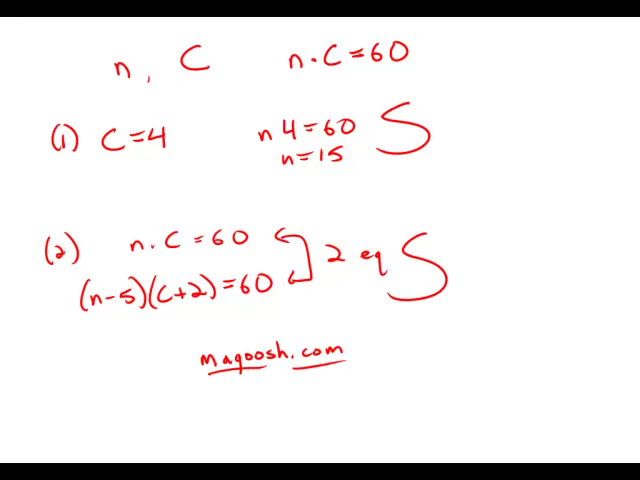 n, C n · C = 60
(1) C = 4 n 4 = 60 S
n = 15
(2) n · C = 60 2 eq S
(n - 5)(C + 2) = 60
magoosh.com